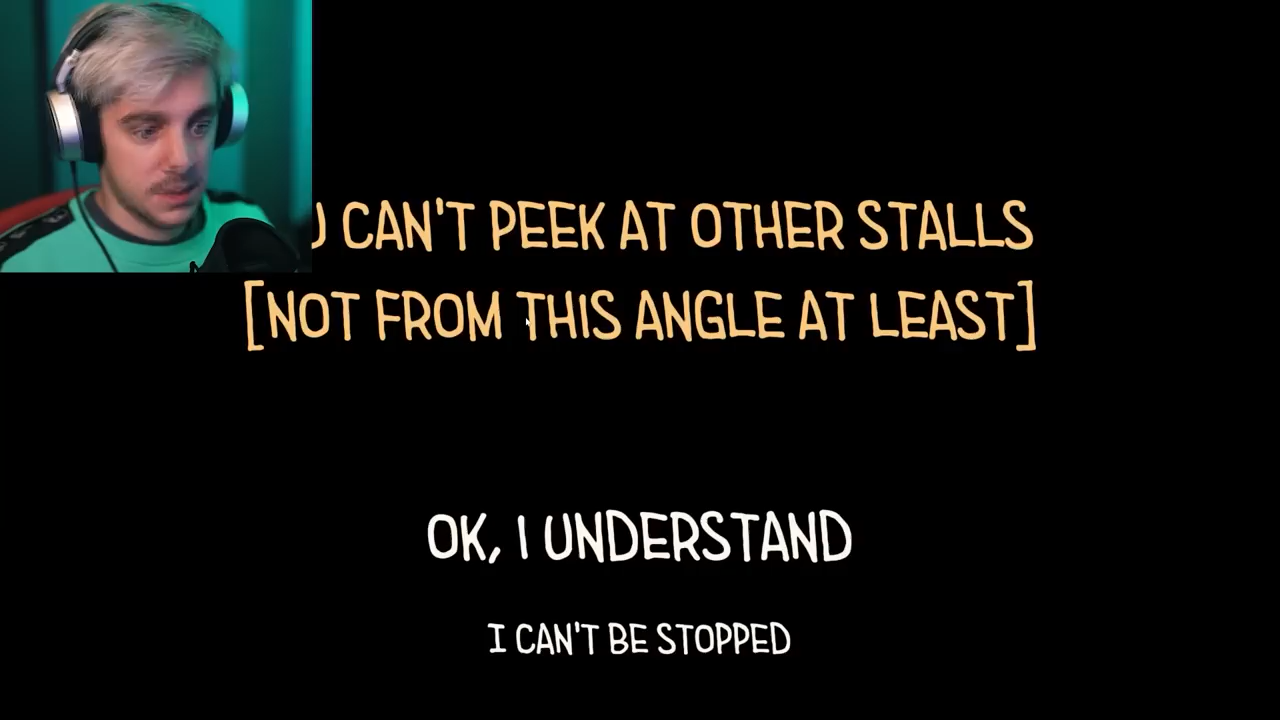 CAN'T PEEK AT OTHER STALLS
[NOT FROM THIS ANGLE AT LEAST]
OK, I UNDERSTAND
I CAN'T BE STOPPED